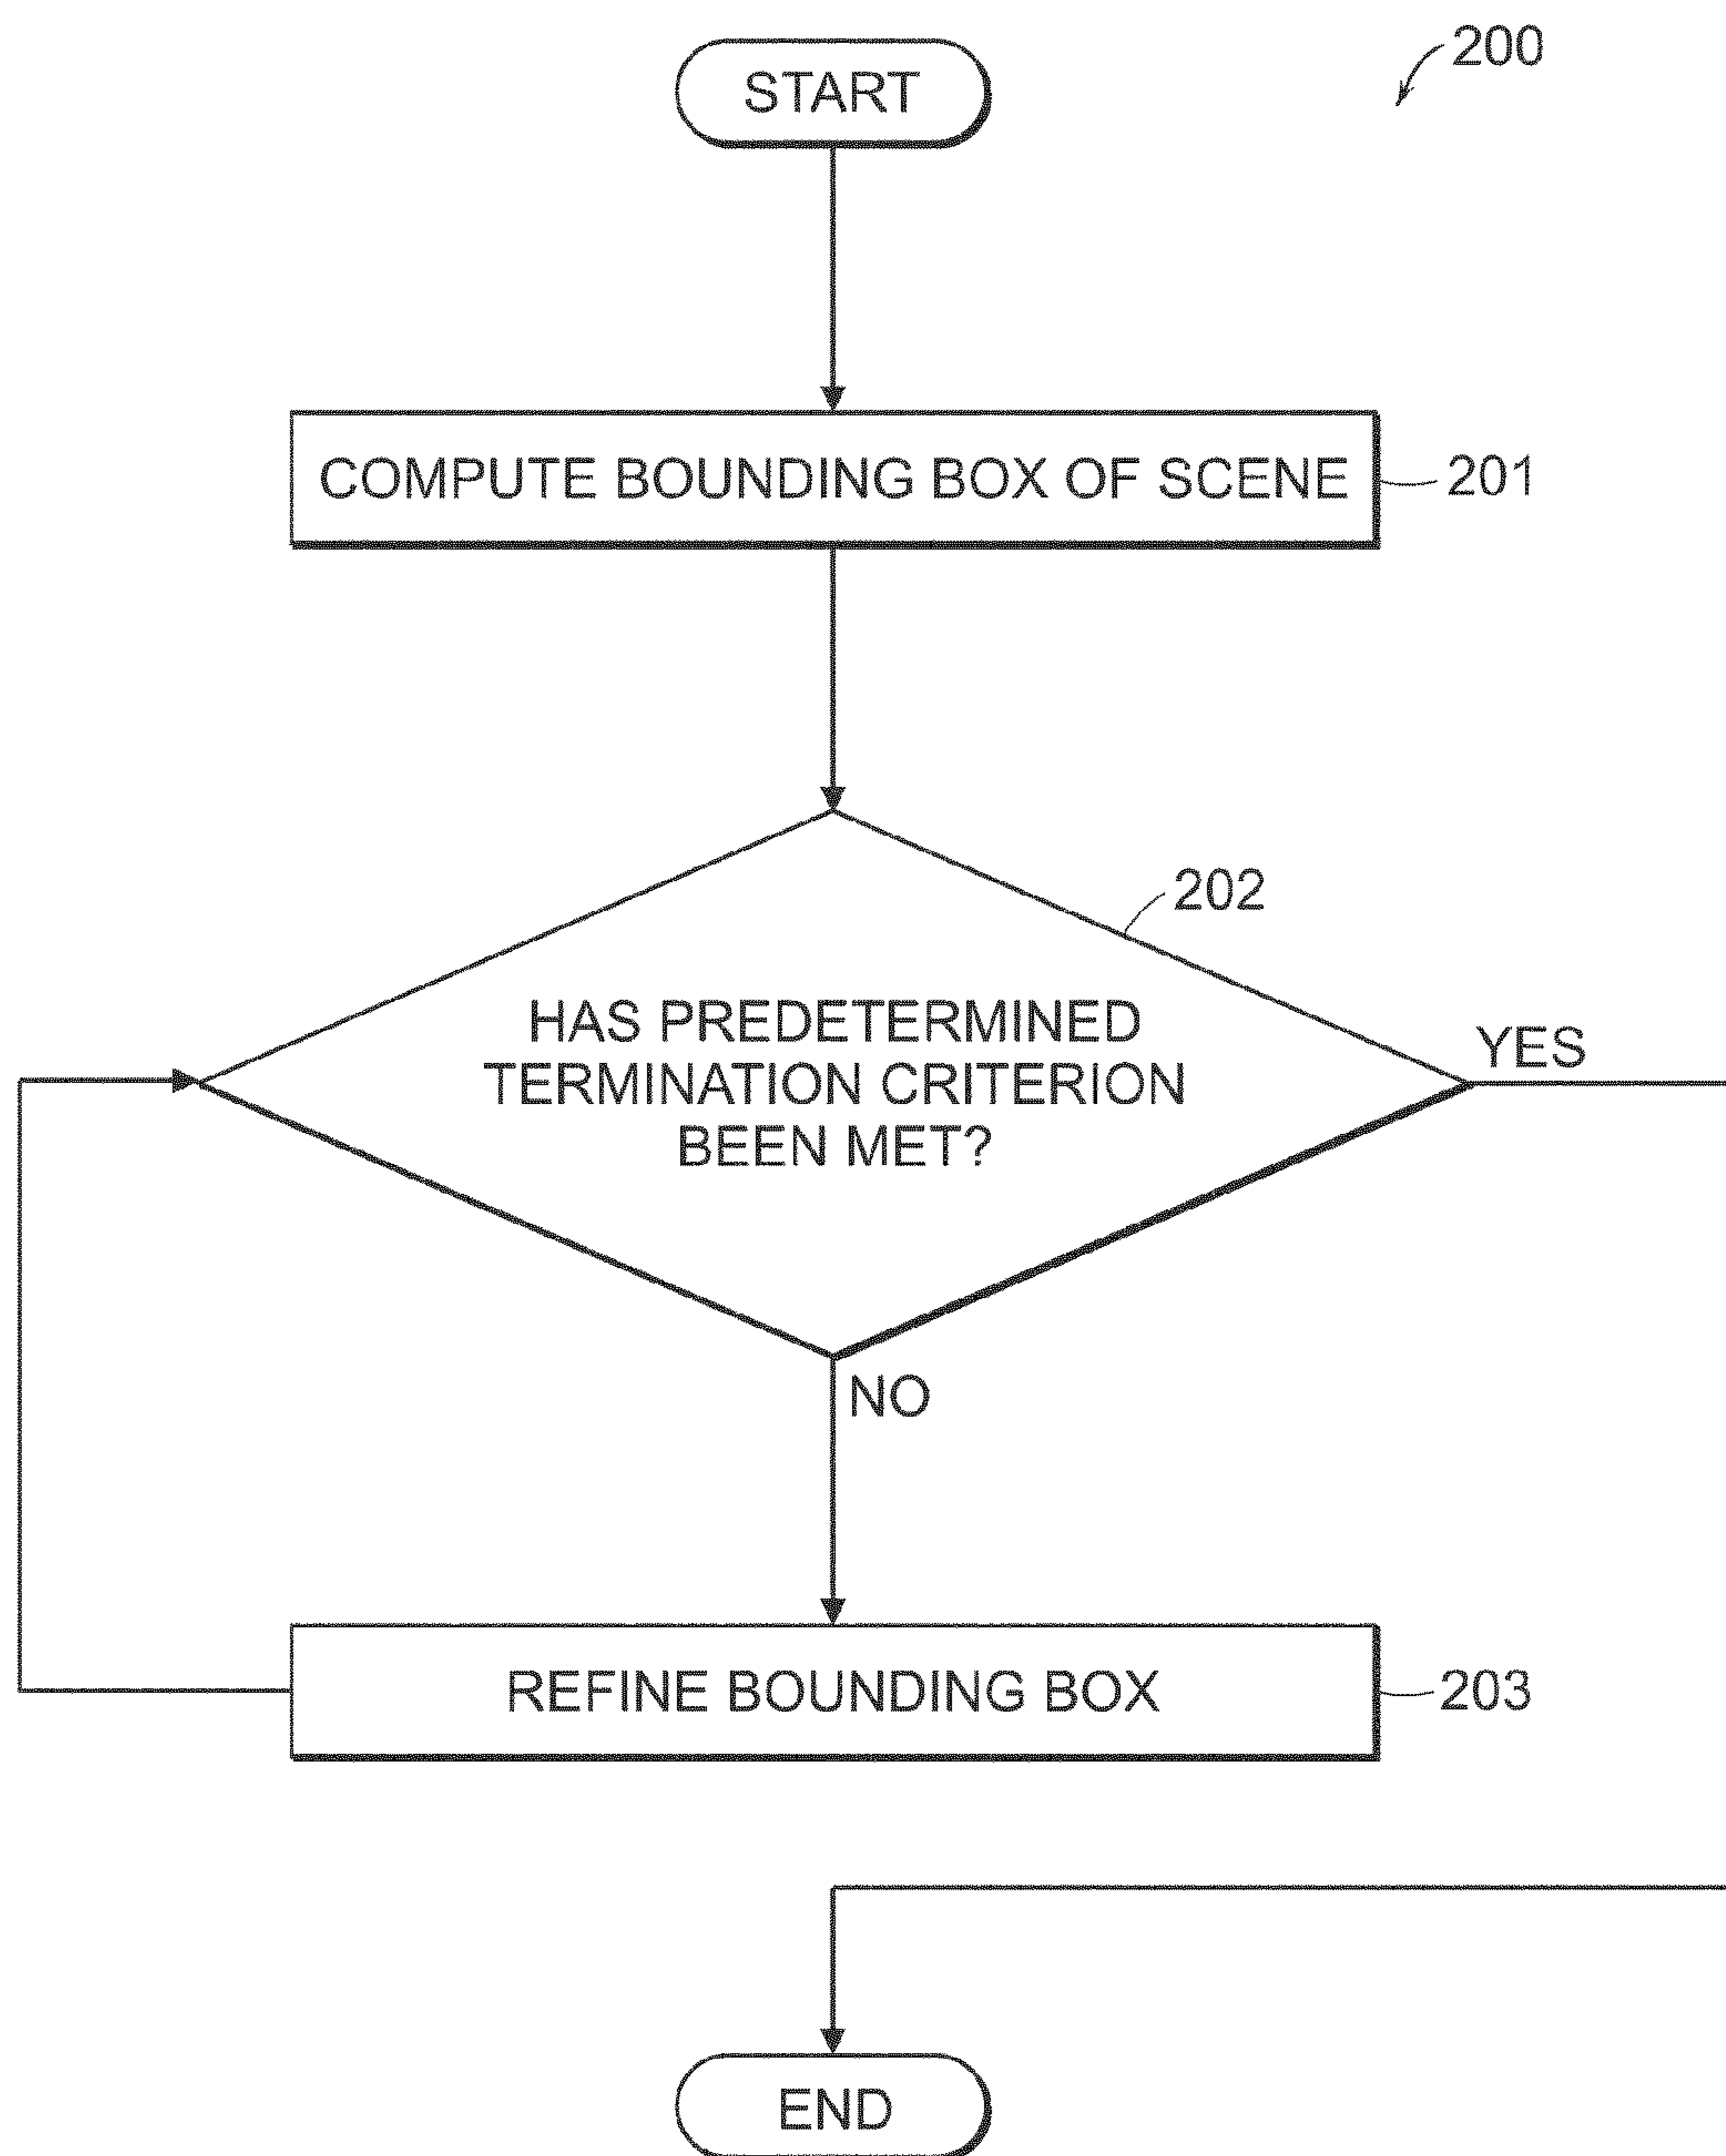 200
START
COMPUTE BOUNDING BOX OF SCENE
201
202
HAS PREDETERMINED
TERMINATION CRITERION
BEEN MET?
YES
NO
REFINE BOUNDING BOX
203
END